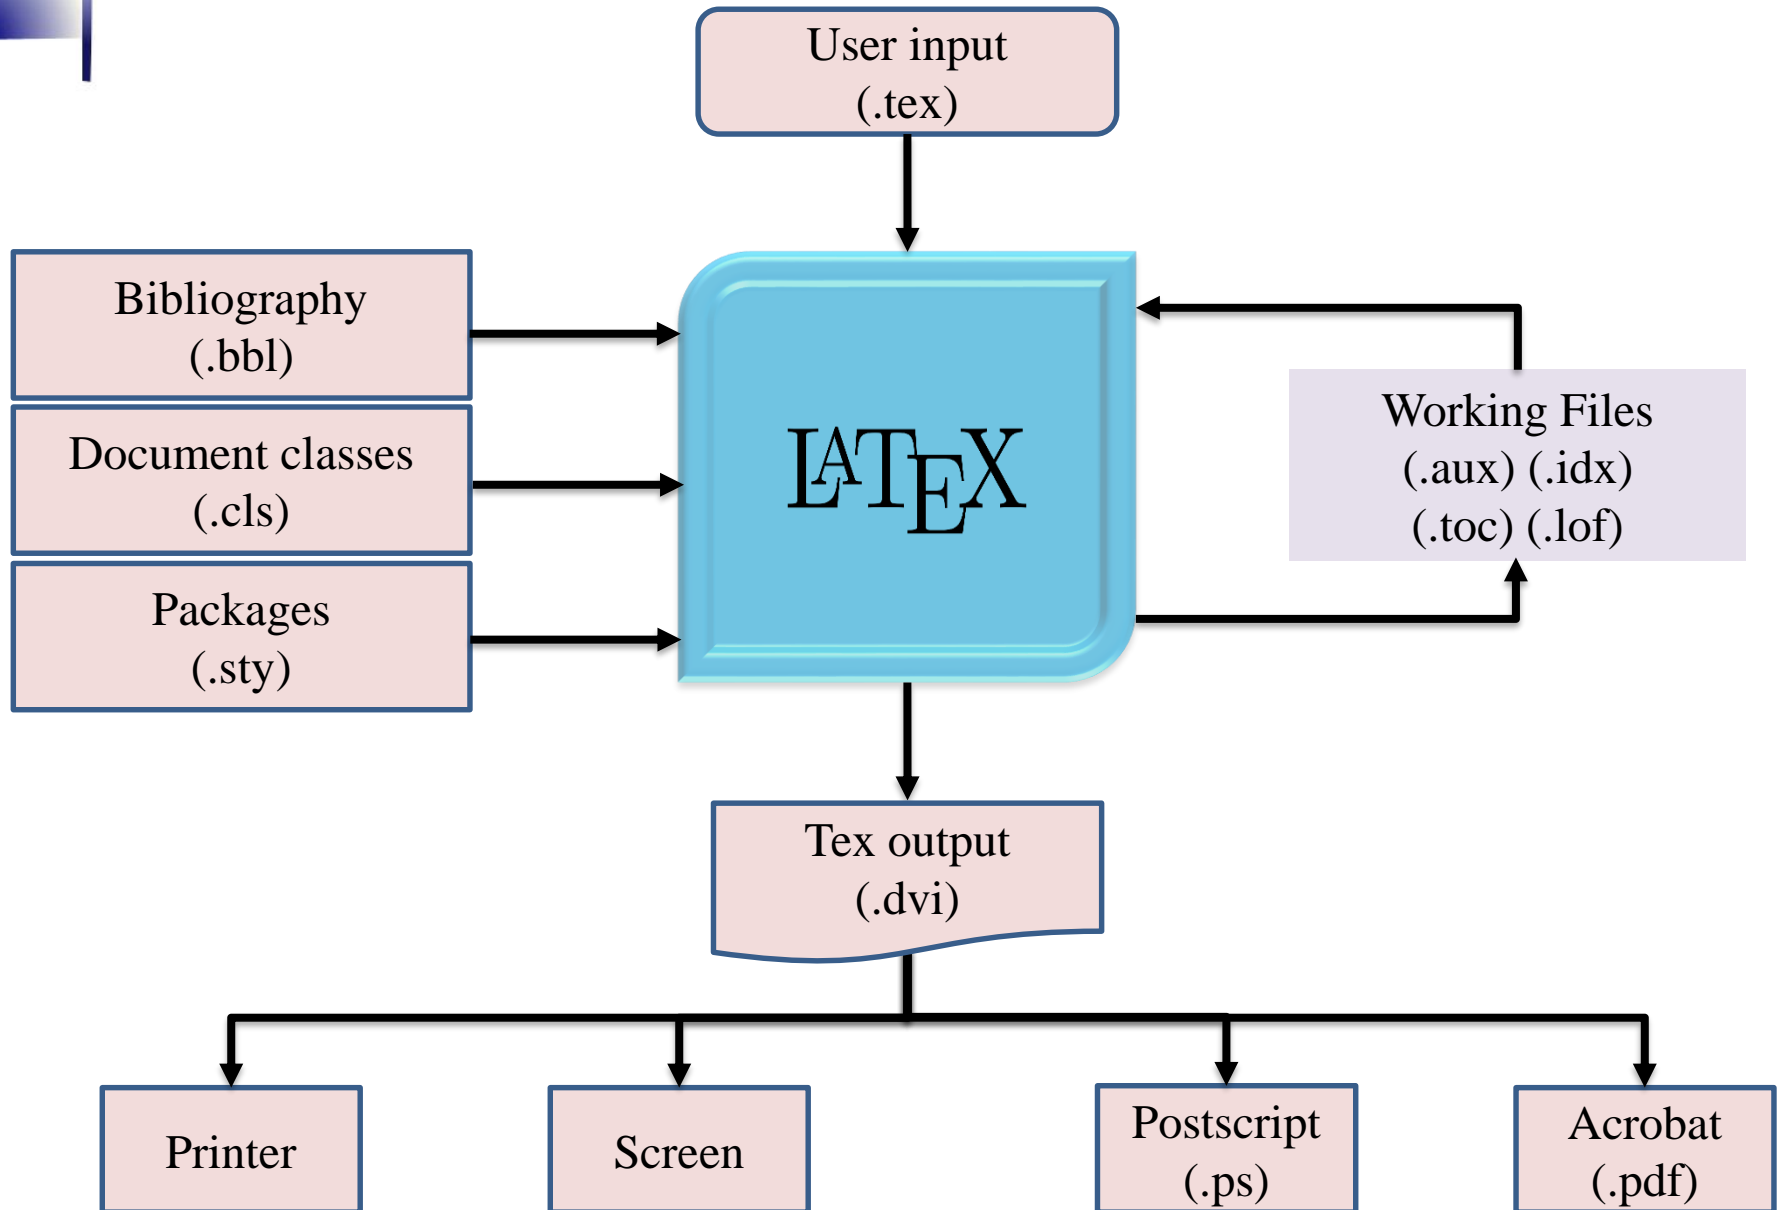 User input
(.tex)
Bibliography
(.bbl)
Document classes
(.cls)
Packages
(.sty)
LATEX
Working Files
(.aux) (.idx)
(.toc) (.lof)
Tex output
(.dvi)
Printer
Screen
Postscript
(.ps)
Acrobat
(.pdf)